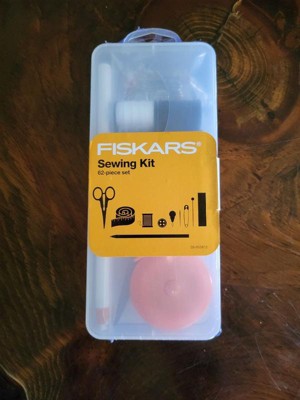 FISKARS®
Sewing Kit
62-piece set